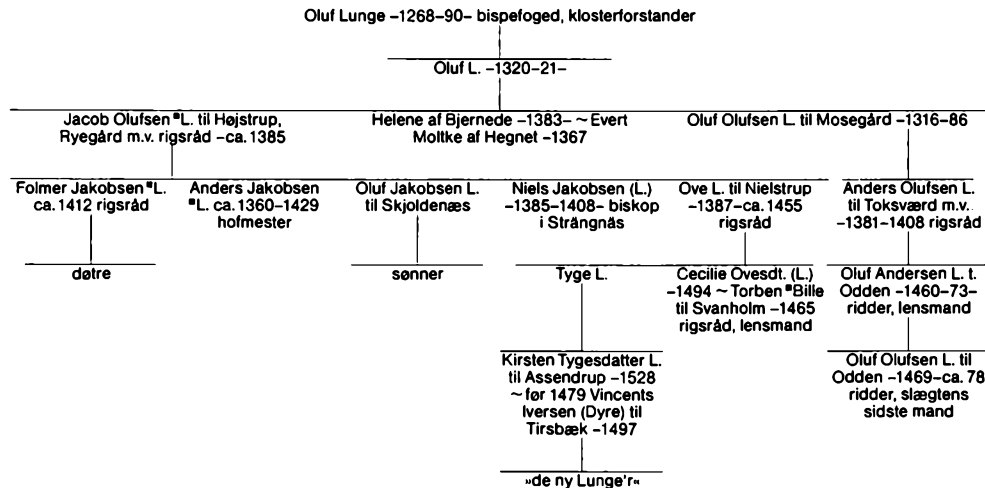 Oluf Lunge –1268–90– bispefoged, klosterforstander
Oluf L. –1320–21–
Jacob Olufsen *L. til Højstrup,
Ryegård m.v. rigsråd –ca. 1385
Helene af Bjernede –1383– ~ Evert
Moltke af Hegnet –1367
Oluf Olufsen L. til Mosegård –1316–86
Folmer Jakobsen *L.
ca. 1412 rigsråd
Anders Jakobsen
*L. ca. 1360–1429
hofmester
Oluf Jakobsen L.
til Skjoldenæs
Niels Jakobsen (L.)
–1385–1408– biskop
i Strängnäs
Ove L. til Nielstrup
–1387–ca. 1455
rigsråd
Anders Olufsen L.
til Toksværd m.v.
–1381–1408 rigsråd
døtre
sønner
Tyge L.
Cecilie Ovesdt. (L.)
–1494 ~ Torben *Bille
til Svanholm –1465
rigsråd, lensmand
Oluf Andersen L. t.
Odden –1460–73–
ridder, lensmand
Kirsten Tygesdatter L.
til Assendrup –1528
~ før 1479 Vincents
Iversen (Dyre) til
Tirsbæk –1497
Oluf Olufsen L. til
Odden –1469–ca. 78
ridder, slægtens
sidste mand
»de ny Lunge'r«